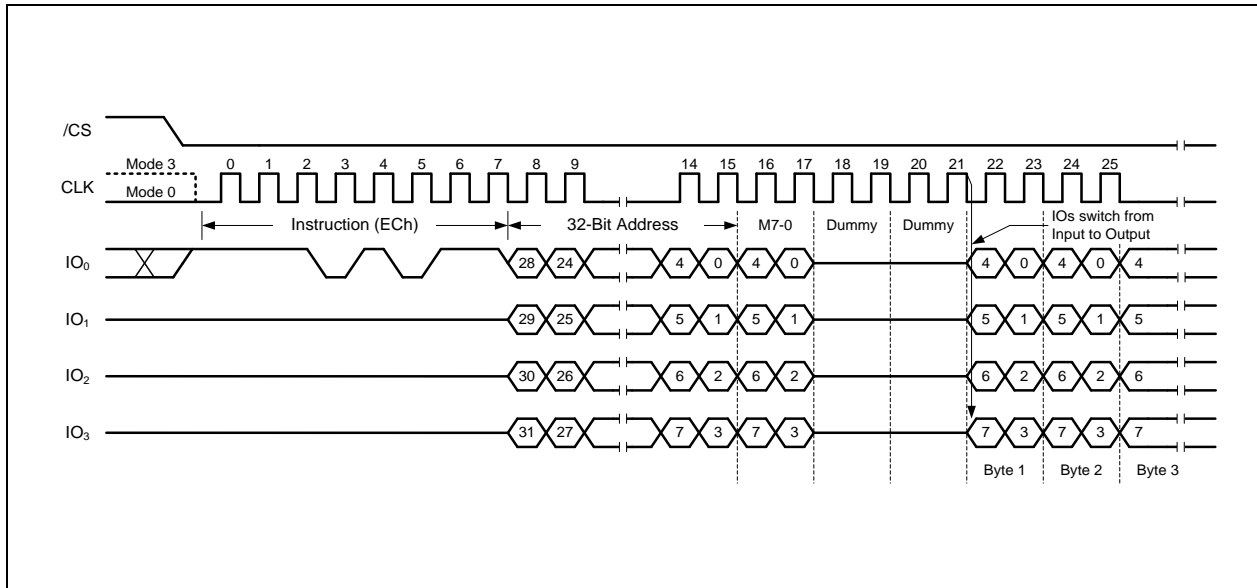 /CS
Mode 3 0 1 2 3 4 5 6 7 8 9 14 15 16 17 18 19 20 21 22 23 24 25
CLK Mode 0
Instruction (ECh) 32-Bit Address M7-0 Dummy Dummy IOs switch from
Input to Output
IO0 28 24 4 0 4 0 4 0 4 0 4
IO1 29 25 5 1 5 1 5 1 5 1 5
IO2 30 26 6 2 6 2 6 2 6 2 6
IO3 31 27 7 3 7 3 7 3 7 3 7
Byte 1 Byte 2 Byte 3